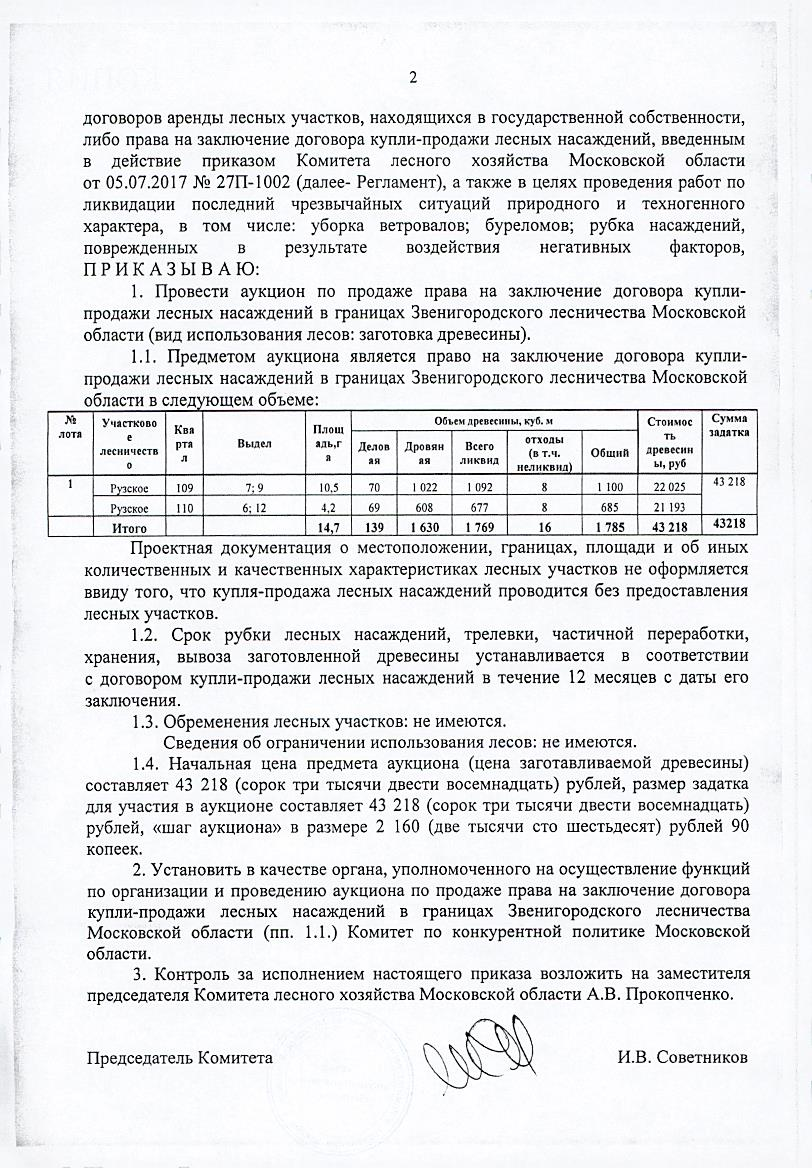 2
договоров аренды лесных участков, находящихся в государственной собственности,
либо права на заключение договора купли-продажи лесных насаждений, введенным
в действие приказом Комитета лесного хозяйства Московской области
от 05.07.2017 № 27П-1002 (далее- Регламент), а также в целях проведения работ по
ликвидации последний чрезвычайных ситуаций природного и техногенного
характера, в том числе: уборка ветровалов; буреломов; рубка насаждений,
поврежденных в результате воздействия негативных факторов,
П Р И К А З Ы В А Ю:
1. Провести аукцион по продаже права на заключение договора купли-
продажи лесных насаждений в границах Звенигородского лесничества Московской
области (вид использования лесов: заготовка древесины).
1.1. Предметом аукциона является право на заключение договора купли-
продажи лесных насаждений в границах Звенигородского лесничества Московской
области в следующем объеме:
№ лота | Участково е лесничеств о | Ква рта л | Выдел | Площ адь,г а | Объем древесины, куб. м | Стоимос ть древесин ы, руб | Сумма задатка
Делов ая | Дровян ая | Всего ликвид | отходы (в т.ч. неликвид) | Общий
1 | Рузское | 109 | 7; 9 | 10,5 | 70 | 1 022 | 1 092 | 8 | 1 100 | 22 025 | 43 218
Рузское | 110 | 6; 12 | 4,2 | 69 | 608 | 677 | 8 | 685 | 21 193
Итого | 14,7 | 139 | 1 630 | 1 769 | 16 | 1 785 | 43 218 | 43218
Проектная документация о местоположении, границах, площади и об иных
количественных и качественных характеристиках лесных участков не оформляется
ввиду того, что купля-продажа лесных насаждений проводится без предоставления
лесных участков.
1.2. Срок рубки лесных насаждений, трелевки, частичной переработки,
хранения, вывоза заготовленной древесины устанавливается в соответствии
с договором купли-продажи лесных насаждений в течение 12 месяцев с даты его
заключения.
1.3. Обременения лесных участков: не имеются.
Сведения об ограничении использования лесов: не имеются.
1.4. Начальная цена предмета аукциона (цена заготавливаемой древесины)
составляет 43 218 (сорок три тысячи двести восемнадцать) рублей, размер задатка
для участия в аукционе составляет 43 218 (сорок три тысячи двести восемнадцать)
рублей, «шаг аукциона» в размере 2 160 (две тысячи сто шестьдесят) рублей 90
копеек.
2. Установить в качестве органа, уполномоченного на осуществление функций
по организации и проведению аукциона по продаже права на заключение договора
купли-продажи лесных насаждений в границах Звенигородского лесничества
Московской области (пп. 1.1.) Комитет по конкурентной политике Московской
области.
3. Контроль за исполнением настоящего приказа возложить на заместителя
председателя Комитета лесного хозяйства Московской области А.В. Прокопченко.
Председатель Комитета И.В. Советников